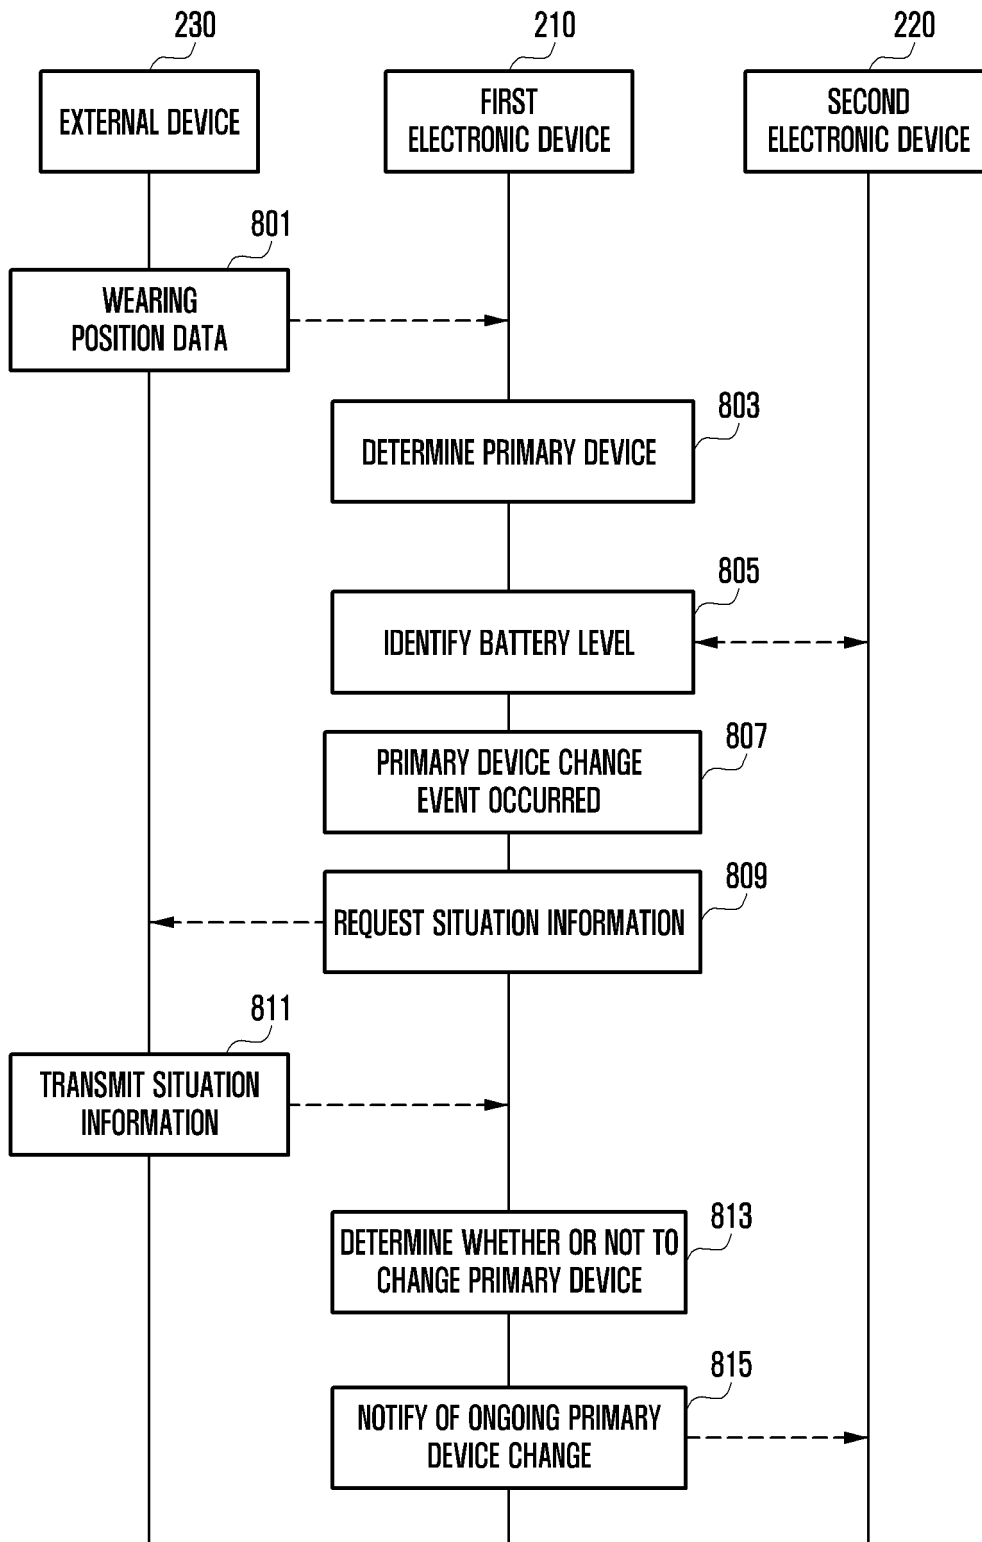 230
210
220
EXTERNAL DEVICE
FIRST
ELECTRONIC DEVICE
SECOND
ELECTRONIC DEVICE
801
WEARING
POSITION DATA
803
DETERMINE PRIMARY DEVICE
805
IDENTIFY BATTERY LEVEL
807
PRIMARY DEVICE CHANGE
EVENT OCCURRED
809
REQUEST SITUATION INFORMATION
811
TRANSMIT SITUATION
INFORMATION
813
DETERMINE WHETHER OR NOT TO
CHANGE PRIMARY DEVICE
815
NOTIFY OF ONGOING PRIMARY
DEVICE CHANGE